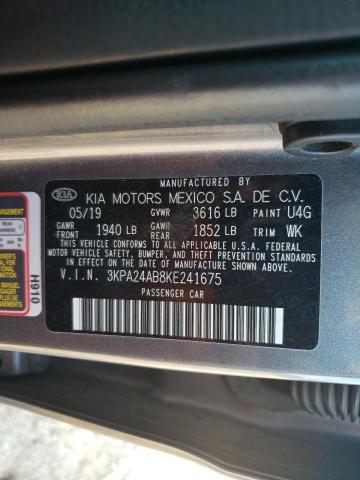 MANUFACTURED BY
KIA KIA MOTORS MEXICO S.A. DE C.V.
05/19 GVWR 3616 LB PAINT U4G
GAWR FRONT 1940 LB GAWR REAR 1852 LB TRIM WK
THIS VEHICLE CONFORMS TO ALL APPLICABLE U.S.A. FEDERAL
MOTOR VEHICLE SAFETY, BUMPER, AND THEFT PREVENTION
STANDARDS IN EFFECT ON THE DATE OF MANUFACTURE SHOWN ABOVE.
V.I.N. 3KPA24AB8KE241675
PASSENGER CAR
H910